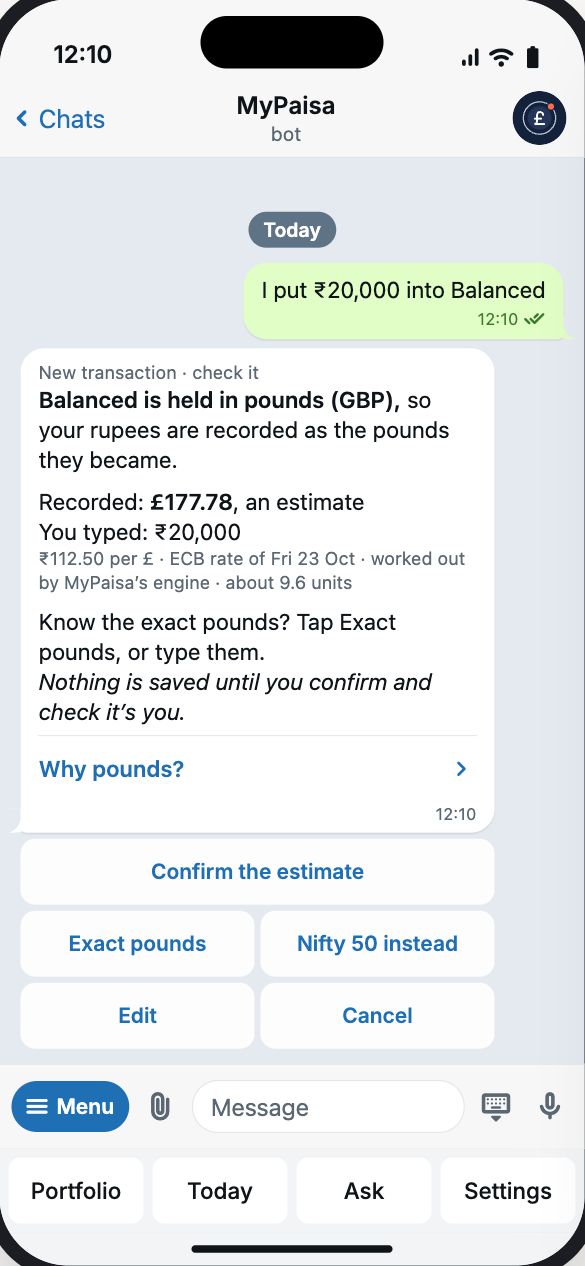 12:10
Chats
MyPaisa
bot
£
Today
I put ₹20,000 into Balanced
12:10
New transaction · check it
Balanced is held in pounds (GBP), so
your rupees are recorded as the pounds
they became.
Recorded: £177.78, an estimate
You typed: ₹20,000
₹112.50 per £ · ECB rate of Fri 23 Oct · worked out
by MyPaisa’s engine · about 9.6 units
Know the exact pounds? Tap Exact
pounds, or type them.
Nothing is saved until you confirm and
check it’s you.
Why pounds?
12:10
Confirm the estimate
Exact pounds
Nifty 50 instead
Edit
Cancel
Menu
Message
Portfolio
Today
Ask
Settings